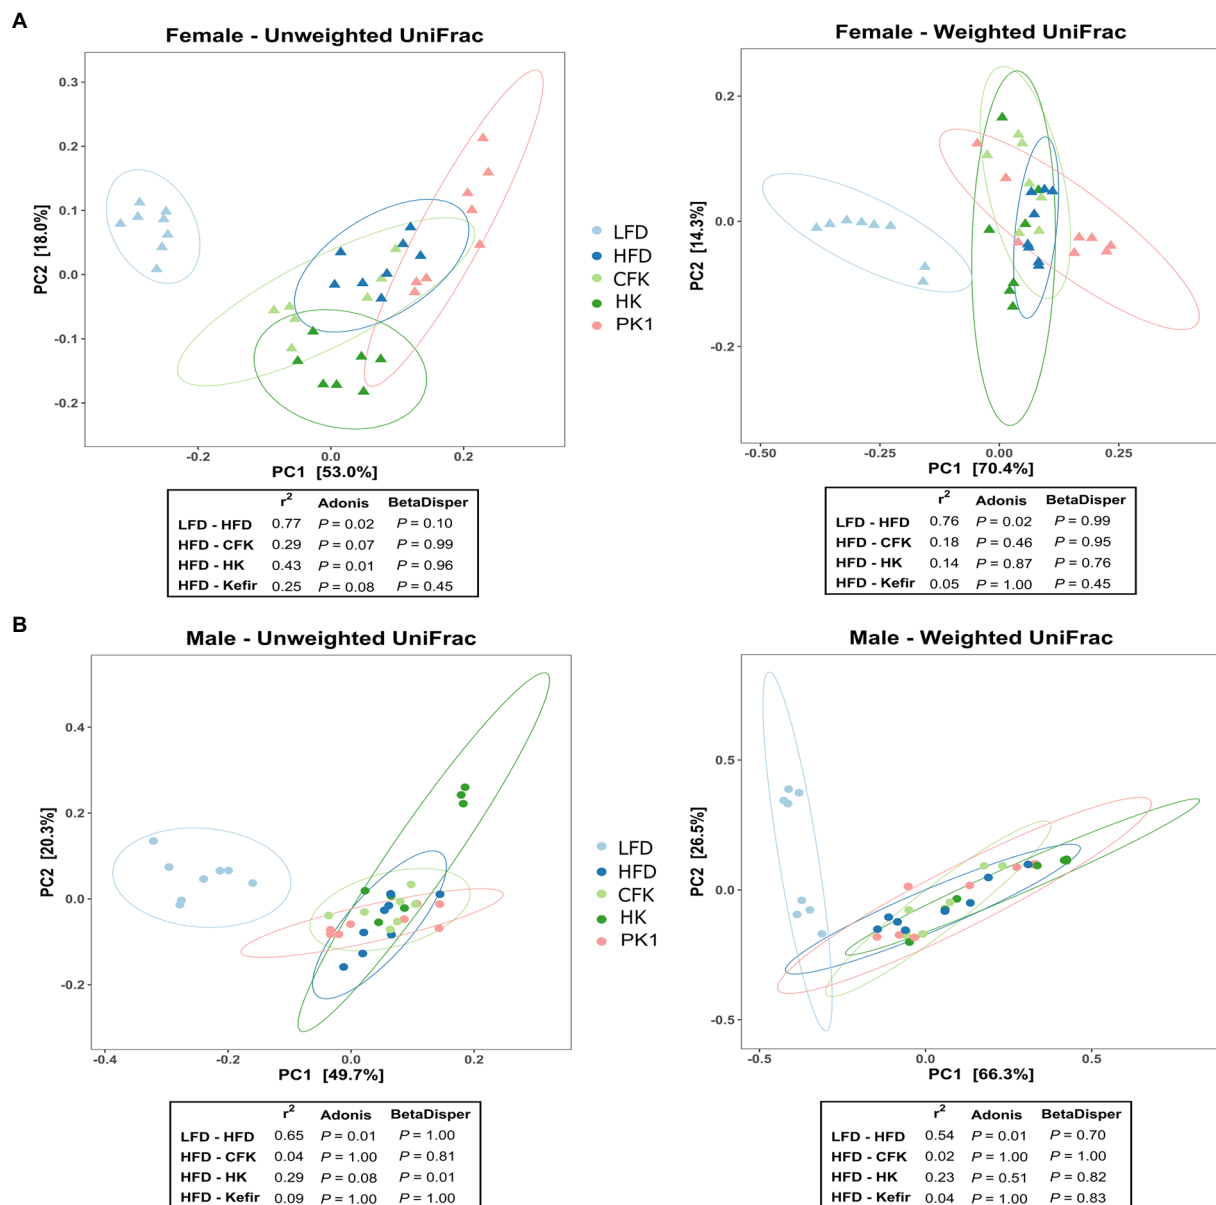 A
Female - Unweighted UniFrac
0.3
0.2
0.1
0.0
-0.1
-0.2
PC2 [18.0%]
-0.2
0.0
0.2
PC1 [53.0%]
r² Adonis BetaDisper
LFD - HFD 0.77 P = 0.02 P = 0.10
HFD - CFK 0.29 P = 0.07 P = 0.99
HFD - HK 0.43 P = 0.01 P = 0.96
HFD - Kefir 0.25 P = 0.08 P = 0.45
LFD
HFD
CFK
HK
PK1
Female - Weighted UniFrac
0.2
0.0
-0.2
PC2 [14.3%]
-0.50
-0.25
0.00
0.25
PC1 [70.4%]
r² Adonis BetaDisper
LFD - HFD 0.76 P = 0.02 P = 0.99
HFD - CFK 0.18 P = 0.46 P = 0.95
HFD - HK 0.14 P = 0.87 P = 0.76
HFD - Kefir 0.05 P = 1.00 P = 0.45
B
Male - Unweighted UniFrac
0.4
0.2
0.0
-0.2
PC2 [20.3%]
-0.4
-0.2
0.0
0.2
PC1 [49.7%]
r² Adonis BetaDisper
LFD - HFD 0.65 P = 0.01 P = 1.00
HFD - CFK 0.04 P = 1.00 P = 0.81
HFD - HK 0.29 P = 0.08 P = 0.01
HFD - Kefir 0.09 P = 1.00 P = 1.00
LFD
HFD
CFK
HK
PK1
Male - Weighted UniFrac
0.5
0.0
-0.5
PC2 [26.5%]
-0.5
0.0
0.5
PC1 [66.3%]
r² Adonis BetaDisper
LFD - HFD 0.54 P = 0.01 P = 0.70
HFD - CFK 0.02 P = 1.00 P = 1.00
HFD - HK 0.23 P = 0.51 P = 0.82
HFD - Kefir 0.04 P = 1.00 P = 0.83